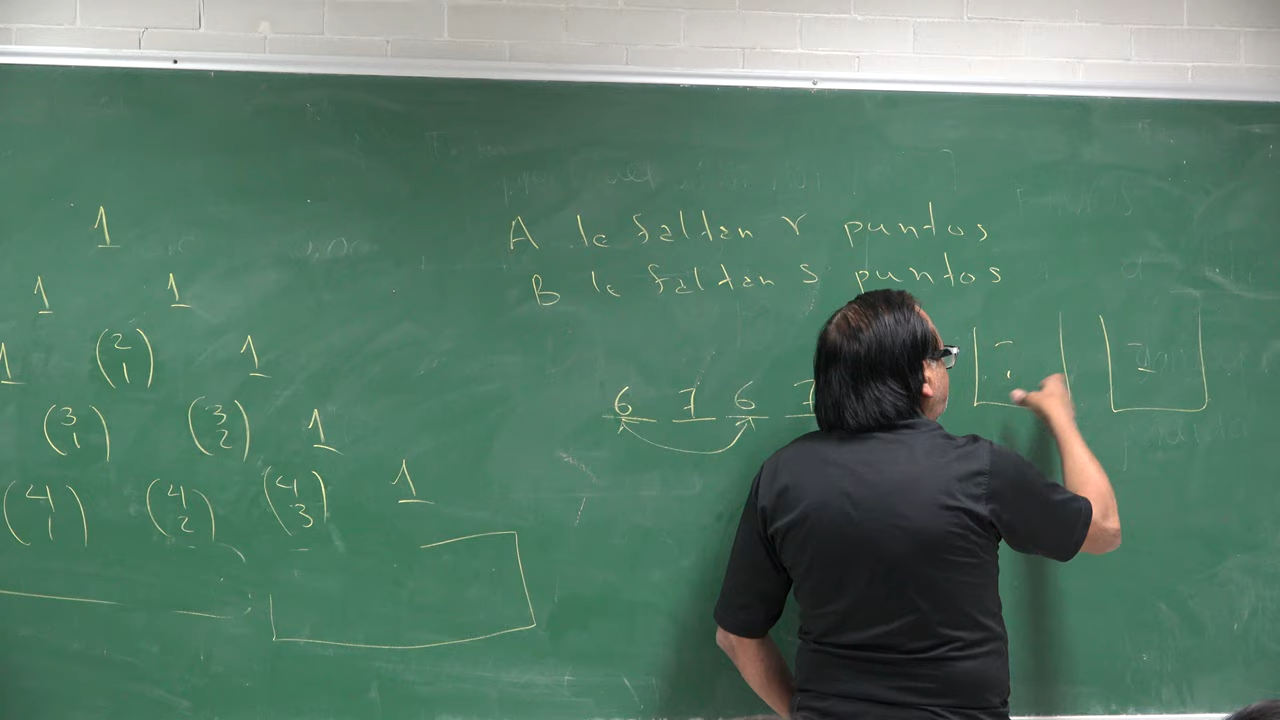 1
1 1
1 (2 1) 1
(3 1) (3 2) 1
(4 1) (4 2) (4 3) 1
A le faltan r puntos
B le faltan s puntos
6 7 6 7